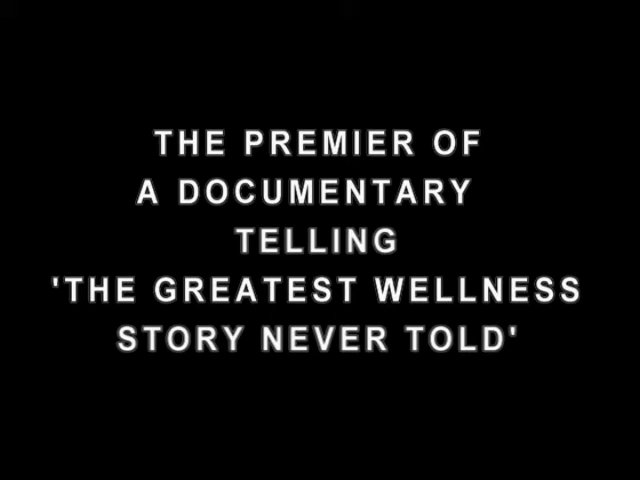 THE PREMIER OF
A DOCUMENTARY
TELLING
'THE GREATEST WELLNESS
STORY NEVER TOLD'